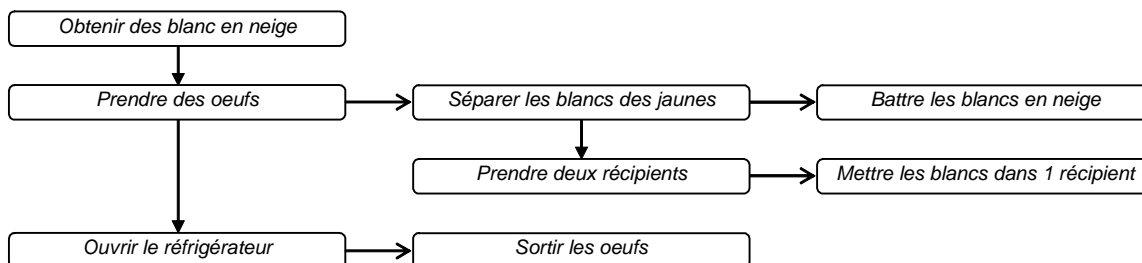 Obtenir des blanc en neige
Prendre des oeufs
Séparer les blancs des jaunes
Battre les blancs en neige
Prendre deux récipients
Mettre les blancs dans 1 récipient
Ouvrir le réfrigérateur
Sortir les oeufs